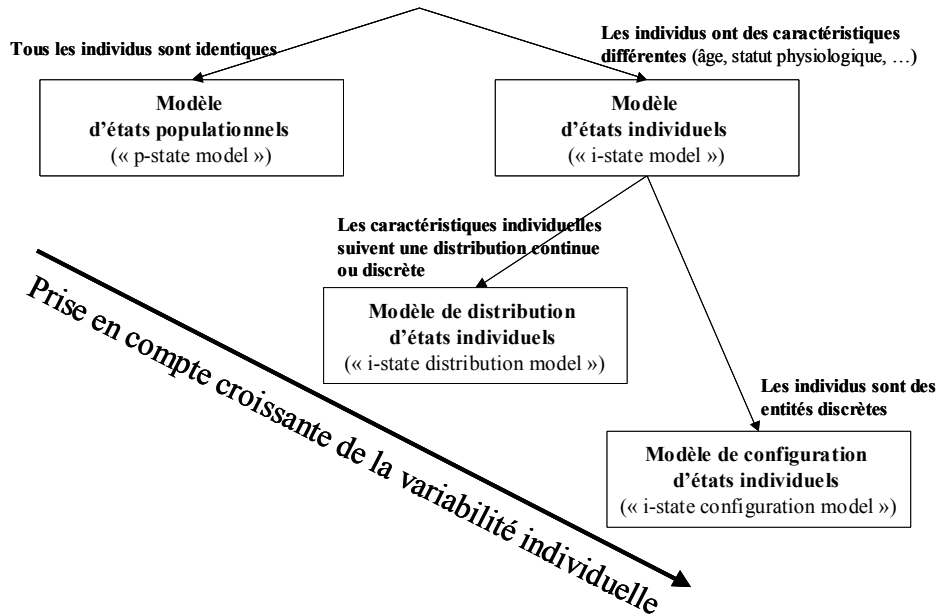 Tous les individus sont identiques
Les individus ont des caractéristiques
différentes (âge, statut physiologique, …)
Modèle
d'états populationnels
(« p-state model »)
Modèle
d'états individuels
(« i-state model »)
Les caractéristiques individuelles
suivent une distribution continue
ou discrète
Modèle de distribution
d'états individuels
(« i-state distribution model »)
Les individus sont des
entités discrètes
Modèle de configuration
d'états individuels
(« i-state configuration model »)
Prise en compte croissante de la variabilité individuelle